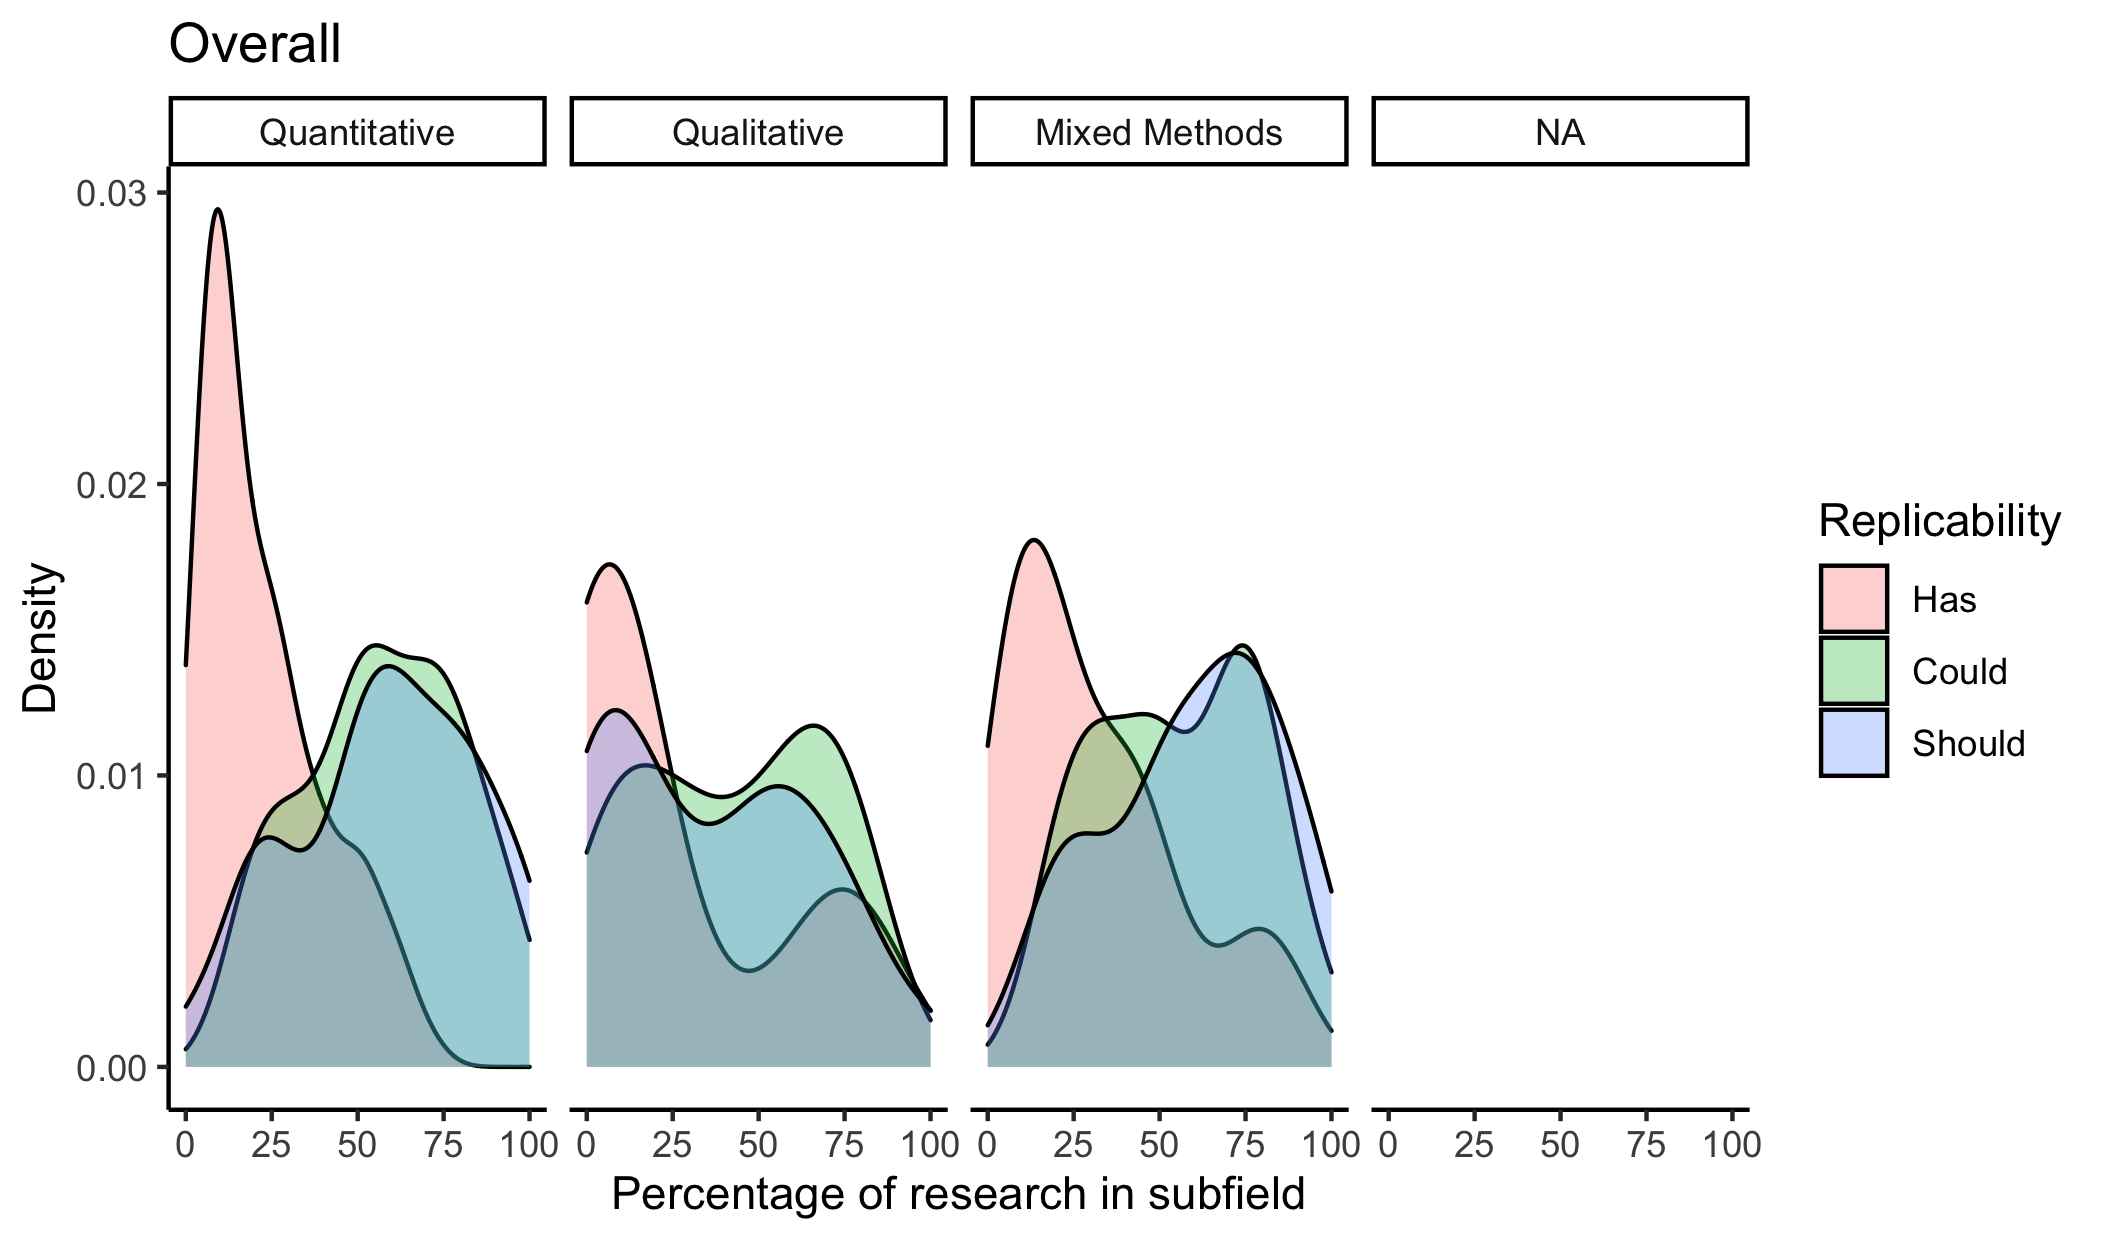 Overall
Quantitative Qualitative Mixed Methods NA
0.03
0.02
0.01
0.00
Density
0 25 50 75 100 0 25 50 75 100 0 25 50 75 100 0 25 50 75 100
Percentage of research in subfield
Replicability
Has
Could
Should